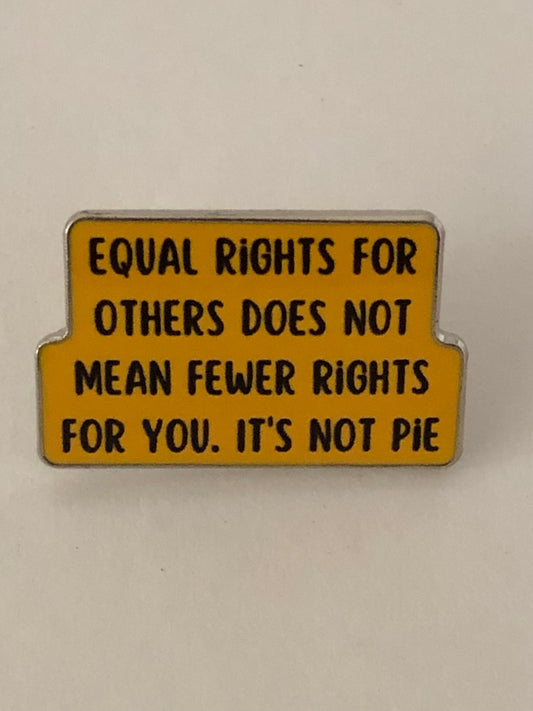 EQUAL RiGHTS FOR
OTHERS DOES NOT
MEAN FEWER RiGHTS
FOR YOU. IT'S NOT PiE